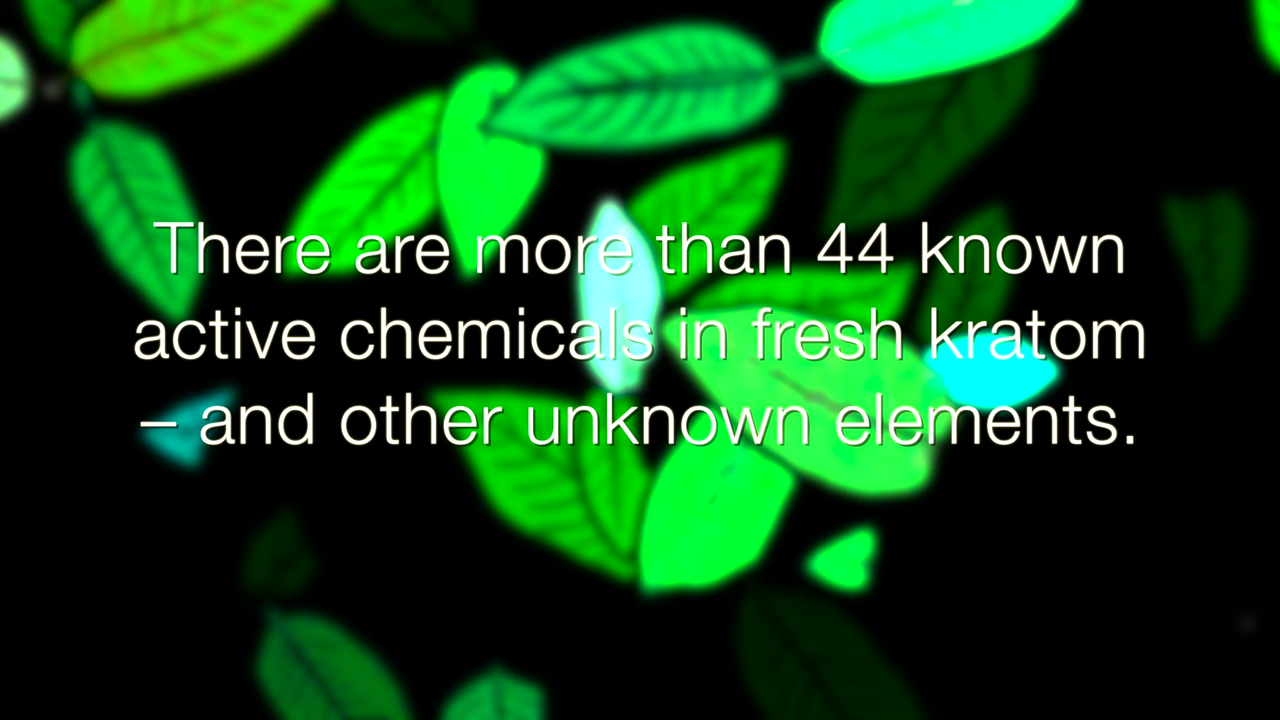 There are more than 44 known
active chemicals in fresh kratom
– and other unknown elements.